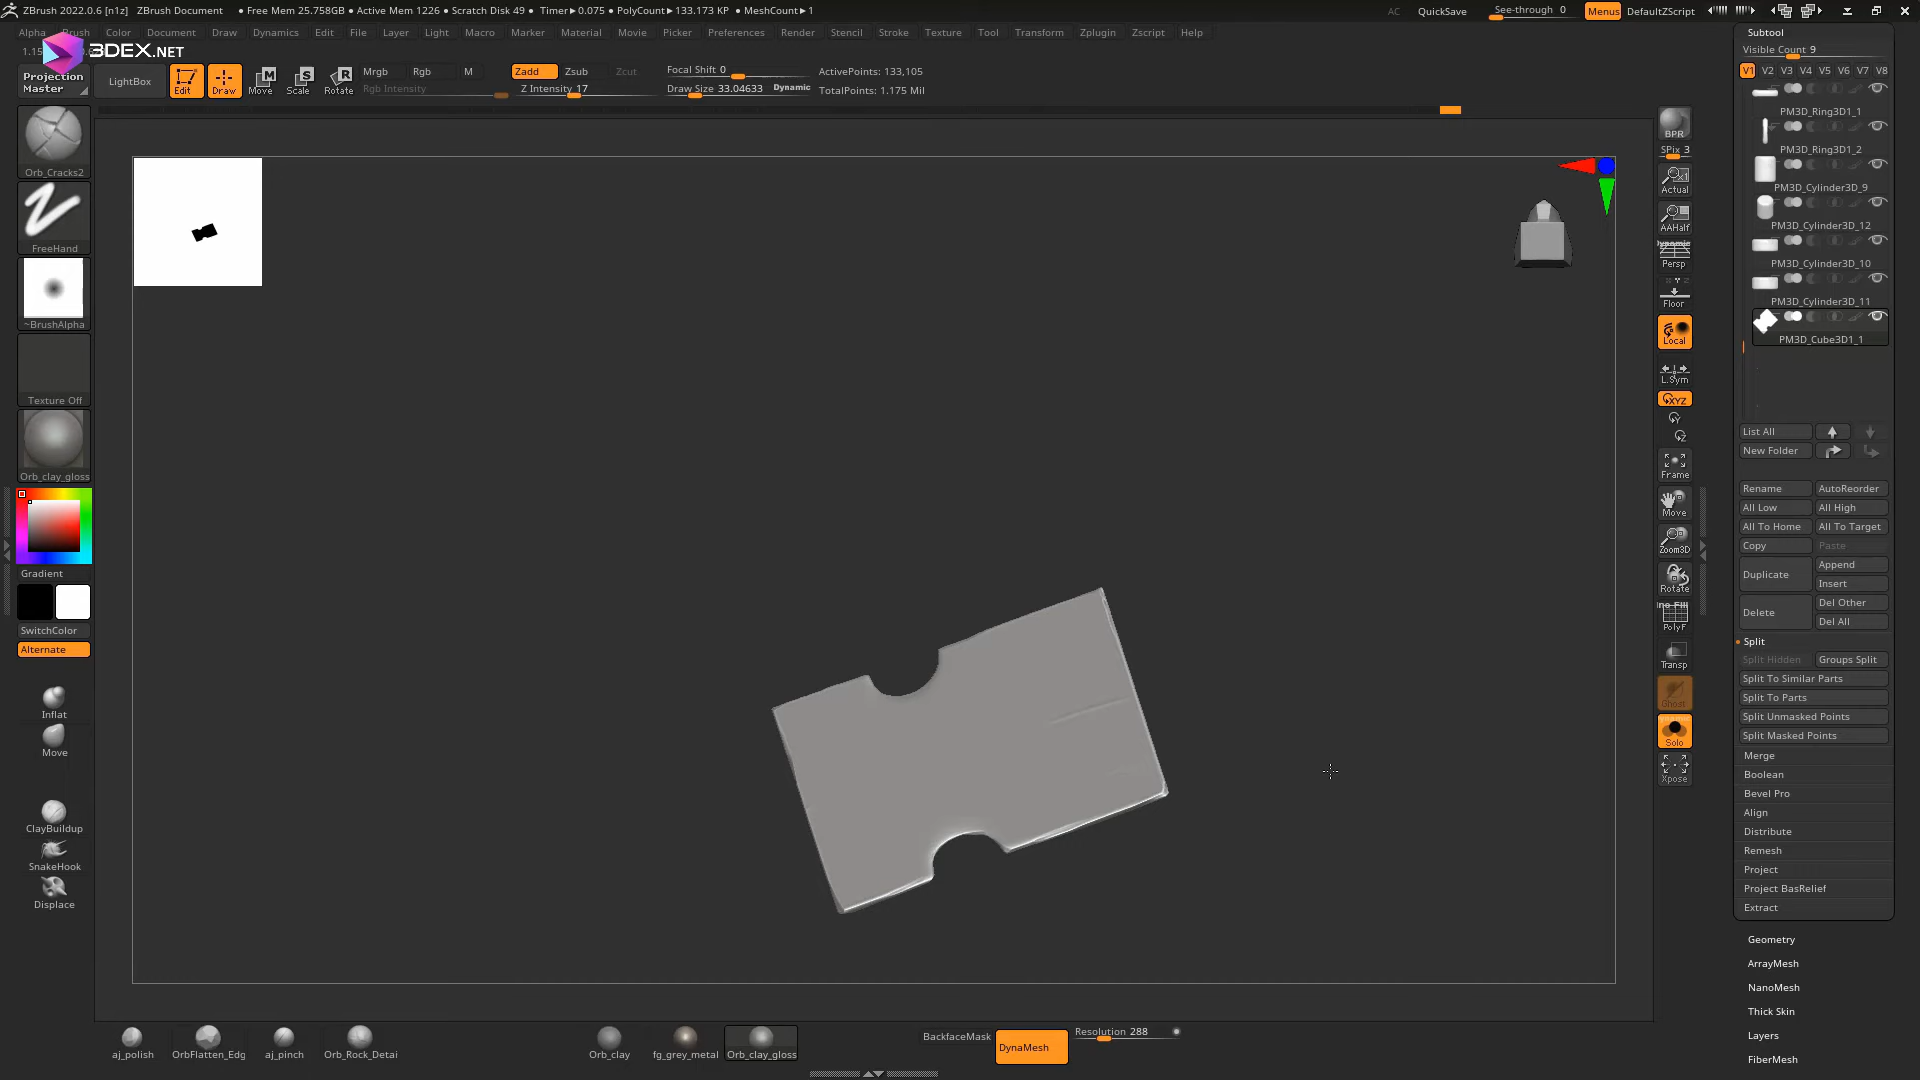 ZBrush 2022.0.6 [n1z] ZBrush Document • Free Mem 25.758GB • Active Mem 1226 • Scratch Disk 49 • Timer▸0.075 • PolyCount▸133.173 KP • MeshCount▸1 AC QuickSave See-through 0 Menus DefaultZScript
Alpha Brush Color Document Draw Dynamics Edit File Layer Light Macro Marker Material Movie Picker Preferences Render Stencil Stroke Texture Tool Transform Zplugin Zscript Help
3DEX.NET
Projection Master
LightBox
Edit
Draw
Move
Scale
Rotate
Mrgb Rgb M
Rgb Intensity
Zadd Zsub Zcut
Z Intensity 17
Focal Shift 0
Draw Size 33.04633 Dynamic
ActivePoints: 133,105
TotalPoints: 1.175 Mil
Orb_Cracks2
FreeHand
~BrushAlpha
Texture Off
Orb_clay_gloss
Gradient
SwitchColor
Alternate
Inflat
Move
ClayBuildup
SnakeHook
Displace
BPR
SPix 3
Actual
AAHalf
Dynamic
Persp
Floor
Local
L.Sym
XYZ
Frame
Move
Zoom3D
Rotate
PolyF
Transp
Ghost
Solo
Xpose
Subtool
Visible Count 9
V1 V2 V3 V4 V5 V6 V7 V8
PM3D_Ring3D1_1
PM3D_Ring3D1_2
PM3D_Cylinder3D_9
PM3D_Cylinder3D_12
PM3D_Cylinder3D_10
PM3D_Cylinder3D_11
PM3D_Cube3D1_1
List All
New Folder
Rename AutoReorder
All Low All High
All To Home All To Target
Copy Paste
Duplicate Append
Insert
Delete Del Other
Del All
Split
Split Hidden Groups Split
Split To Similar Parts
Split To Parts
Split Unmasked Points
Split Masked Points
Merge
Boolean
Bevel Pro
Align
Distribute
Remesh
Project
Project BasRelief
Extract
Geometry
ArrayMesh
NanoMesh
Thick Skin
Layers
FiberMesh
aj_polish OrbFlatten_Edg aj_pinch Orb_Rock_Detai Orb_clay fg_grey_metal Orb_clay_gloss
BackfaceMask
DynaMesh
Resolution 288